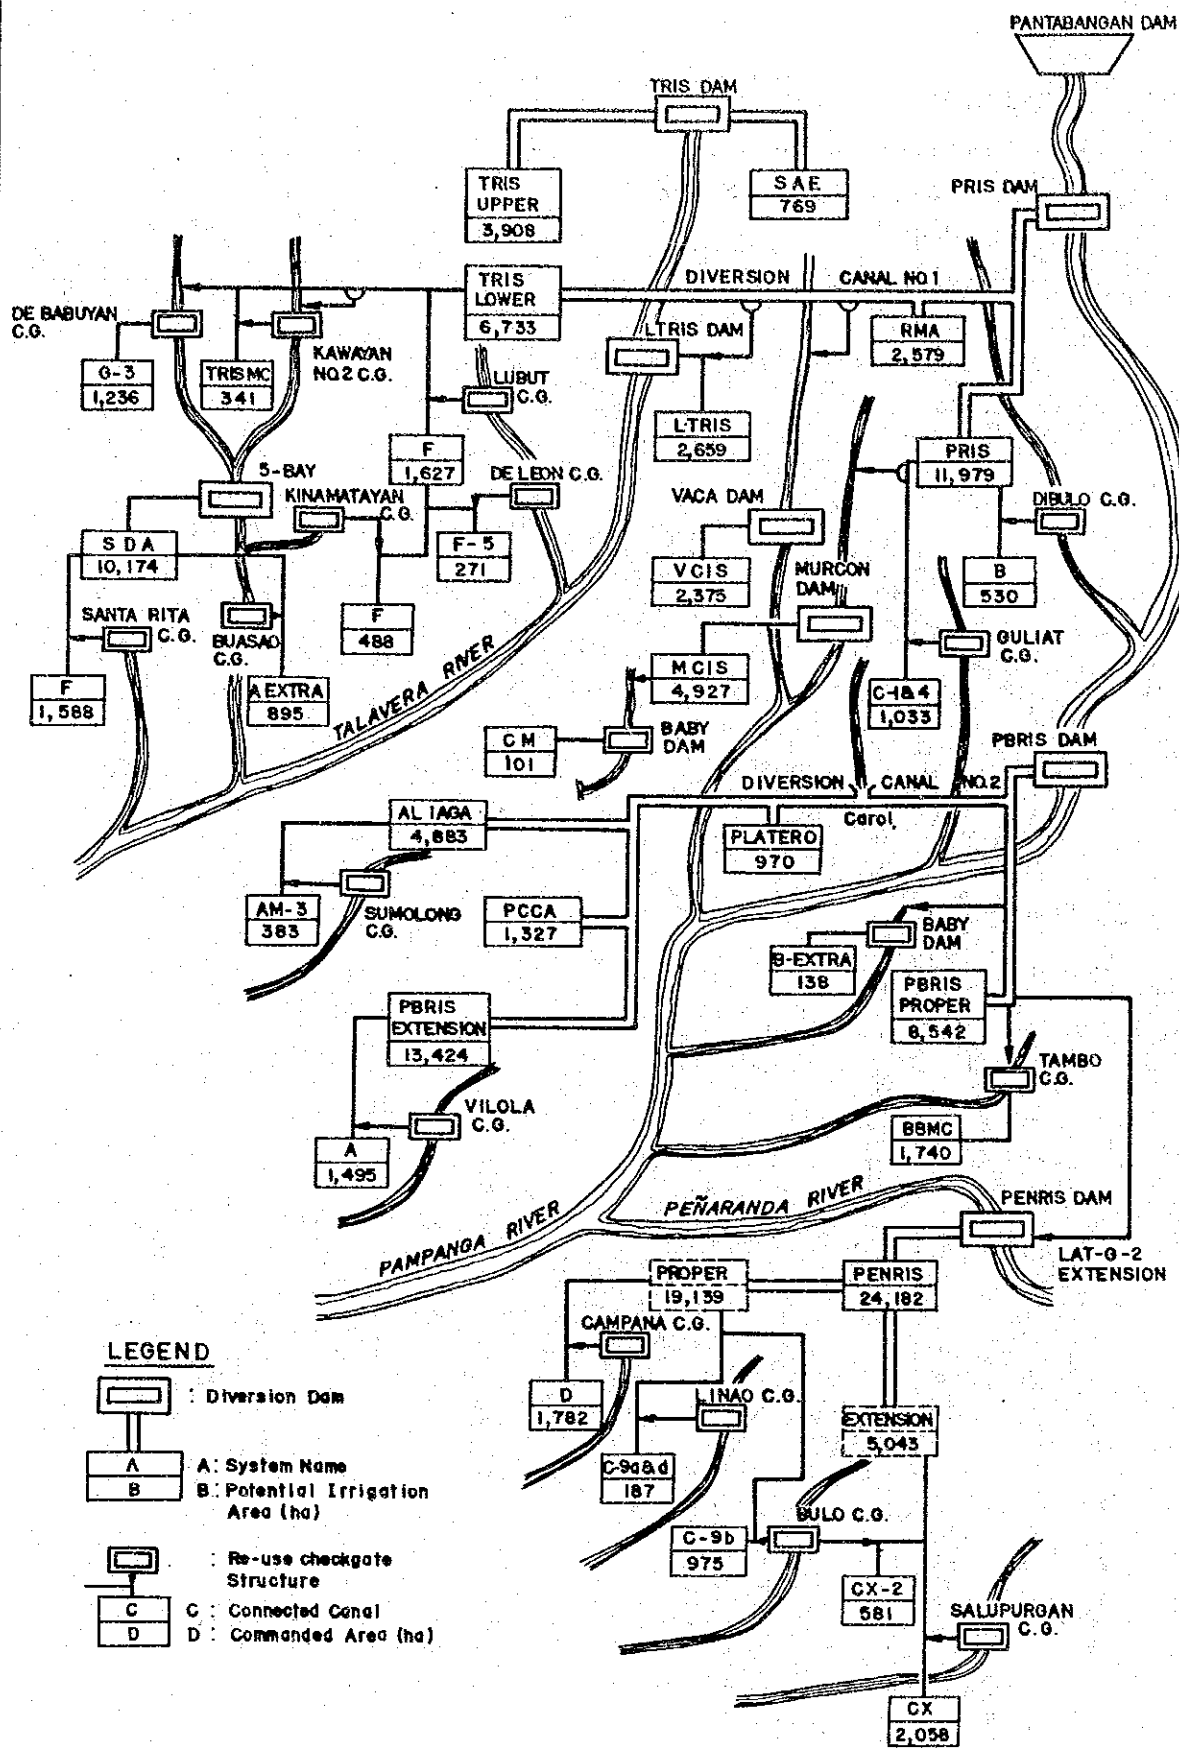 PANTABANGAN DAM
TRIS DAM
TRIS
UPPER
3,908
SAE
769
PRIS DAM
TRIS
LOWER
6,733
DIVERSION CANAL NO.1
DE BABUYAN
C.G.
KAWAYAN
NO.2 C.G.
LTRIS DAM
RMA
2,579
G-3
1,236
TRISMC
341
LUBUT
C.G.
LTRIS
2,659
F
1,627
PRIS
11,979
5-BAY
KINAMATAYAN
C.G.
DE LEON C.G.
VACA DAM
DIBULO C.G.
SDA
10,174
F-5
271
VCIS
2,375
MURCON
DAM
B
530
SANTA RITA
C.G.
BUASAO
C.G.
F
488
GULIAT
C.G.
F
1,588
A EXTRA
895
TALAVERA RIVER
MCIS
4,927
C-1&4
1,033
CM
101
BABY
DAM
PBRIS DAM
DIVERSION CANAL NO.2
Carol.
ALIAGA
4,883
PLATERO
970
AM-3
383
SUMOLONG
C.G.
PCCA
1,327
BABY
DAM
B-EXTRA
138
PBRIS
PROPER
8,542
PBRIS
EXTENSION
13,424
TAMBO
C.G.
VILOLA
C.G.
BBMC
1,740
A
1,495
PAMPANGA RIVER
PEÑARANDA RIVER
PENRIS DAM
LAT-G-2
EXTENSION
PROPER
19,139
PENRIS
24,182
CAMPANA C.G.
LEGEND
: Diversion Dam
D
1,782
LINAO C.G.
EXTENSION
5,043
A
B
A: System Name
B: Potential Irrigation
Area (ha)
C-9a&d
187
BULO C.G.
: Re-use checkgate
Structure
C-9b
975
CX-2
581
SALUPURGAN
C.G.
C
D
C : Connected Canal
D : Commanded Area (ha)
CX
2,058